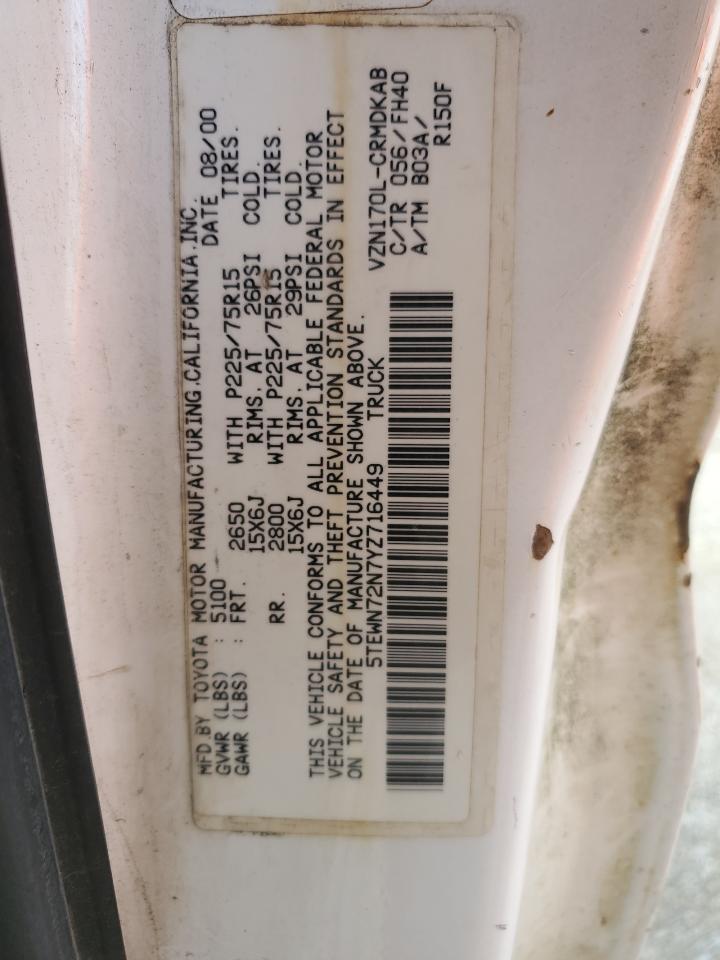 MFD.BY TOYOTA MOTOR MANUFACTURING.CALIFORNIA.INC.
GVWR (LBS) : 5100 DATE 08/00
GAWR (LBS) : FRT. 2650 WITH P225/75R15 TIRES.
15X6J RIMS. AT 26PSI COLD.
RR. 2800 WITH P225/75R15 TIRES.
15X6J RIMS. AT 29PSI COLD.
THIS VEHICLE CONFORMS TO ALL APPLICABLE FEDERAL MOTOR
VEHICLE SAFETY AND THEFT PREVENTION STANDARDS IN EFFECT
ON THE DATE OF MANUFACTURE SHOWN ABOVE.
5TEWN72N7YZ716449 TRUCK
VZN170L-CRMDKAB
C/TR 056/FH40
A/TM B03A/
R150F